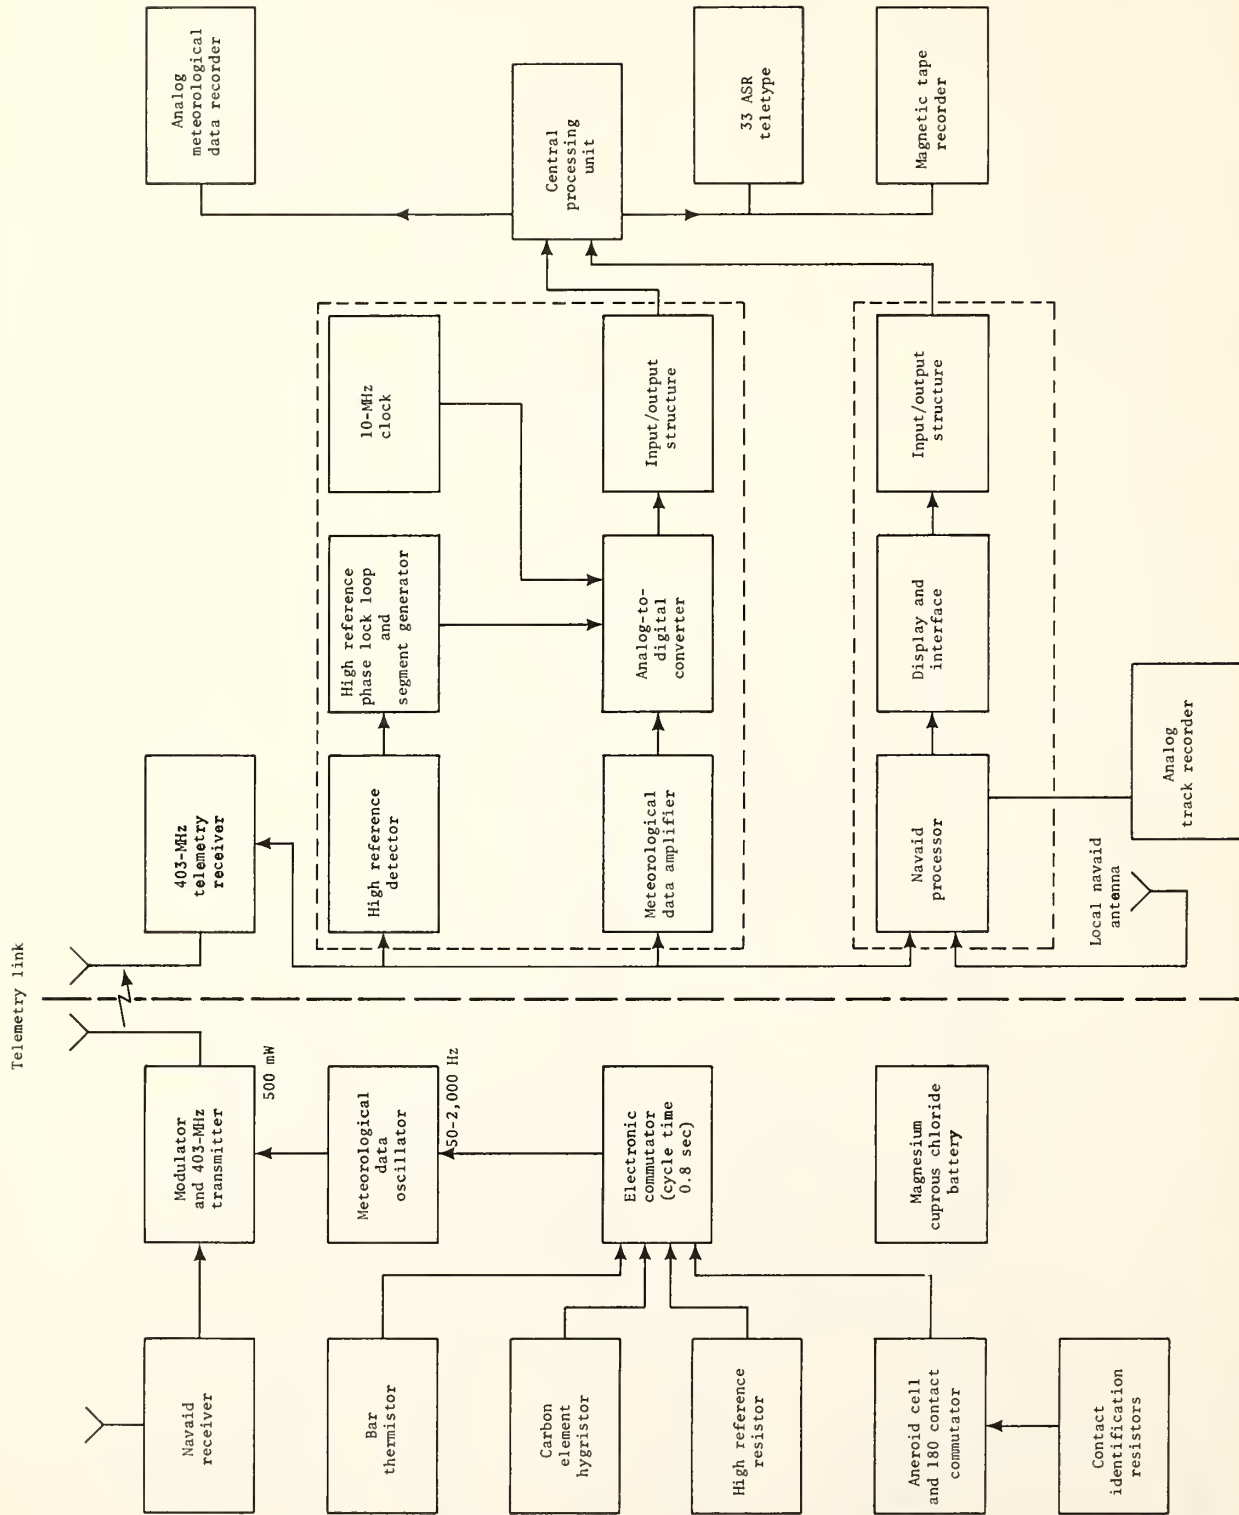 Telemetry link
Navaid
receiver
Modulator
and 403-MHz
transmitter
500 mW
403-MHz
telemetry
receiver
Analog
meteorological
data recorder
Bar
thermistor
Meteorological
data
oscillator
50-2,000 Hz
High reference
detector
High reference
phase lock loop
and
segment generator
10-MHz
clock
Carbon
element
hygristor
Central
processing
unit
High reference
resistor
Electronic
commutator
(cycle time
0.8 sec)
Meteorological
data amplifier
Analog-to-
digital
converter
Input/output
structure
33 ASR
teletype
Aneroid cell
and 180 contact
commutator
Magnesium
cuprous chloride
battery
Navaid
processor
Display and
interface
Input/output
structure
Magnetic tape
recorder
Contact
identification
resistors
Local navaid
antenna
Analog
track recorder